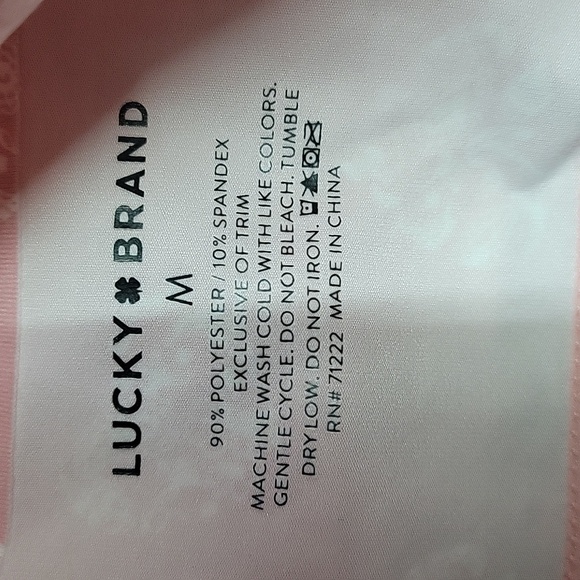 LUCKY BRAND
M
90% POLYESTER / 10% SPANDEX
EXCLUSIVE OF TRIM
MACHINE WASH COLD WITH LIKE COLORS.
GENTLE CYCLE. DO NOT BLEACH. TUMBLE
DRY LOW. DO NOT IRON.
RN# 71222 MADE IN CHINA